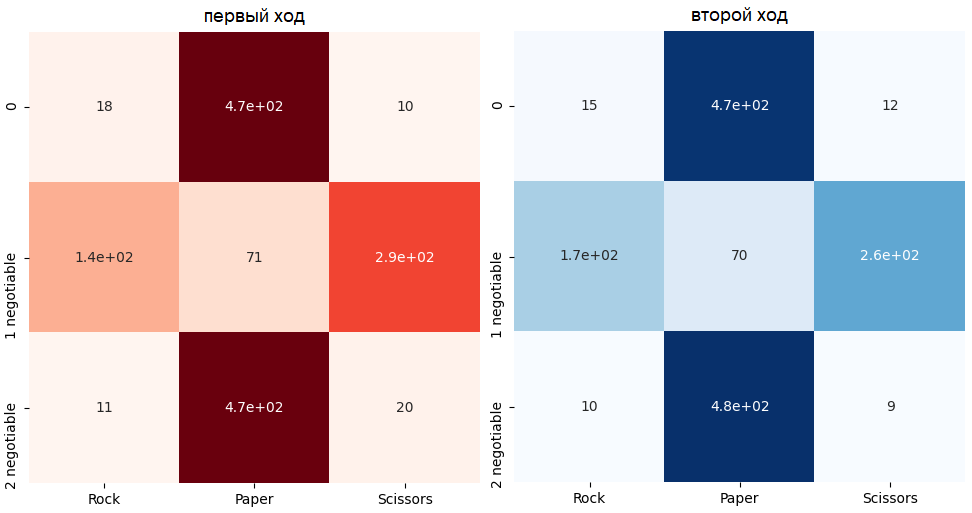 первый ход
0
18
4.7e+02
10
1 negotiable
1.4e+02
71
2.9e+02
2 negotiable
11
4.7e+02
20
Rock
Paper
Scissors
второй ход
0
15
4.7e+02
12
1 negotiable
1.7e+02
70
2.6e+02
2 negotiable
10
4.8e+02
9
Rock
Paper
Scissors